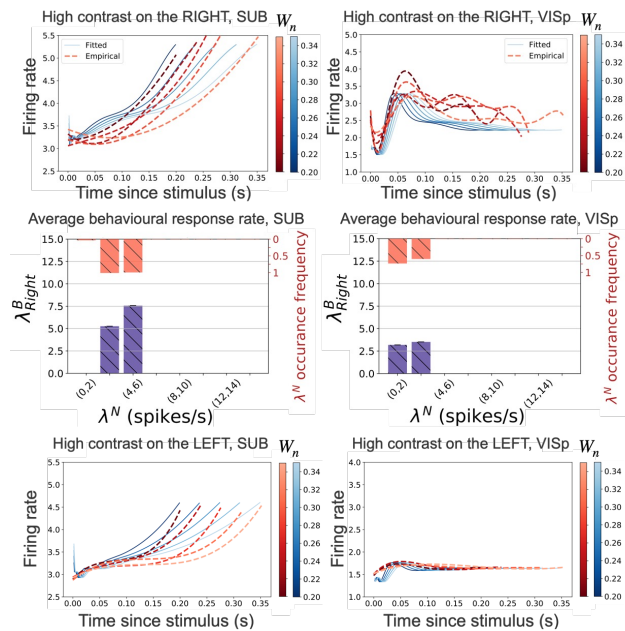 High contrast on the RIGHT, SUB
W_n
Firing rate
5.5
5.0
4.5
4.0
3.5
3.0
2.5
Fitted
Empirical
0.34
0.32
0.30
0.28
0.26
0.24
0.22
0.20
0.00 0.05 0.10 0.15 0.20 0.25 0.30 0.35
Time since stimulus (s)
High contrast on the RIGHT, VISp
W_n
Firing rate
5.0
4.5
4.0
3.5
3.0
2.5
2.0
1.5
1.0
Fitted
Empirical
0.34
0.32
0.30
0.28
0.26
0.24
0.22
0.20
0.00 0.05 0.10 0.15 0.20 0.25 0.30 0.35
Time since stimulus (s)
Average behavioural response rate, SUB
λ^B_Right
15.0
12.5
10.0
7.5
5.0
2.5
0.0
0
0.5
1
λ^N occurance frequency
(0,2) (4,6) (8,10) (12,14)
λ^N (spikes/s)
Average behavioural response rate, VISp
λ^B_Right
15.0
12.5
10.0
7.5
5.0
2.5
0.0
0
0.5
1
λ^N occurance frequency
(0,2) (4,6) (8,10) (12,14)
λ^N (spikes/s)
High contrast on the LEFT, SUB
W_n
Firing rate
5.5
5.0
4.5
4.0
3.5
3.0
2.5
0.34
0.32
0.30
0.28
0.26
0.24
0.22
0.20
0.00 0.05 0.10 0.15 0.20 0.25 0.30 0.35
Time since stimulus (s)
High contrast on the LEFT, VISp
W_n
Firing rate
4.0
3.5
3.0
2.5
2.0
1.5
1.0
0.34
0.32
0.30
0.28
0.26
0.24
0.22
0.20
0.00 0.05 0.10 0.15 0.20 0.25 0.30 0.35
Time since stimulus (s)